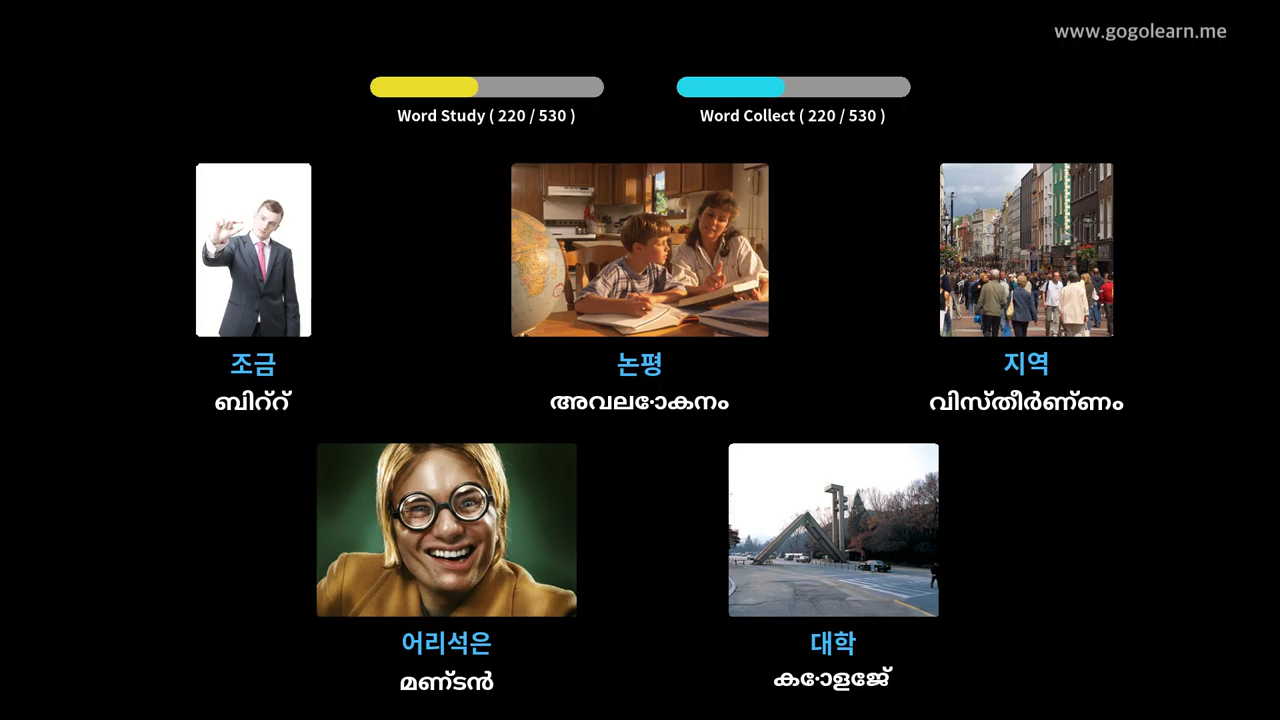 www.gogolearn.me
Word Study ( 220 / 530 )
Word Collect ( 220 / 530 )
조금
논평
지역
ബിറ്റ്
അവലോകനം
വിസ്തീർണ്ണം
어리석은
대학
മണ്ടൻ
കോളജേ്